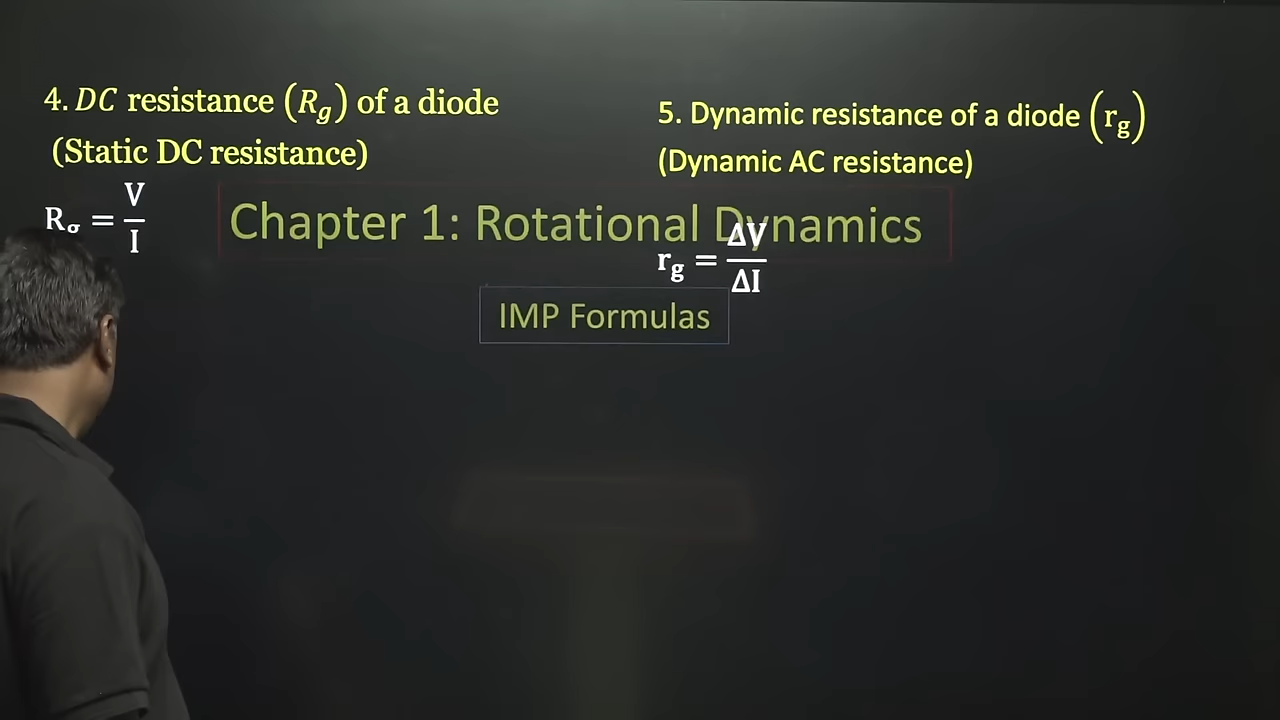 4. DC resistance (R_g) of a diode
(Static DC resistance)
R_g = V/I
5. Dynamic resistance of a diode (r_g)
(Dynamic AC resistance)
r_g = ΔV/ΔI
Chapter 1: Rotational Dynamics
IMP Formulas